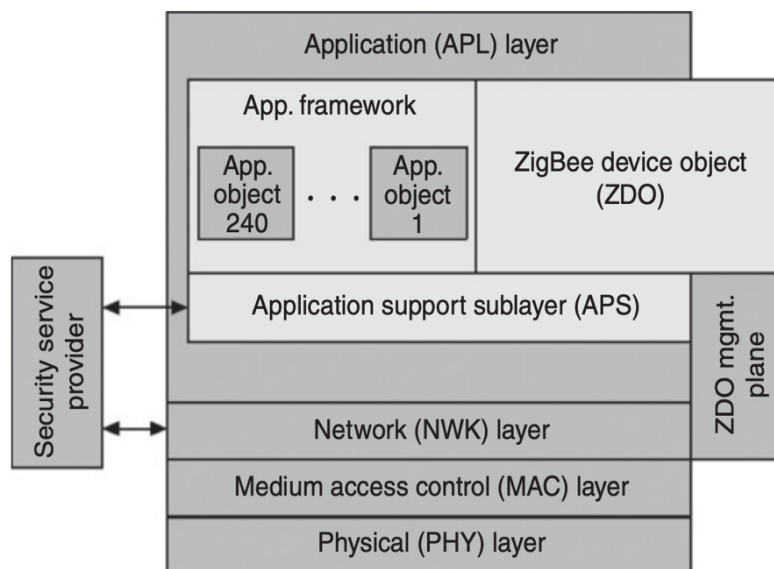 Application (APL) layer
App. framework
App.
object
240
. . .
App.
object
1
ZigBee device object
(ZDO)
Security service
provider
Application support sublayer (APS)
ZDO mgmt.
plane
Network (NWK) layer
Medium access control (MAC) layer
Physical (PHY) layer